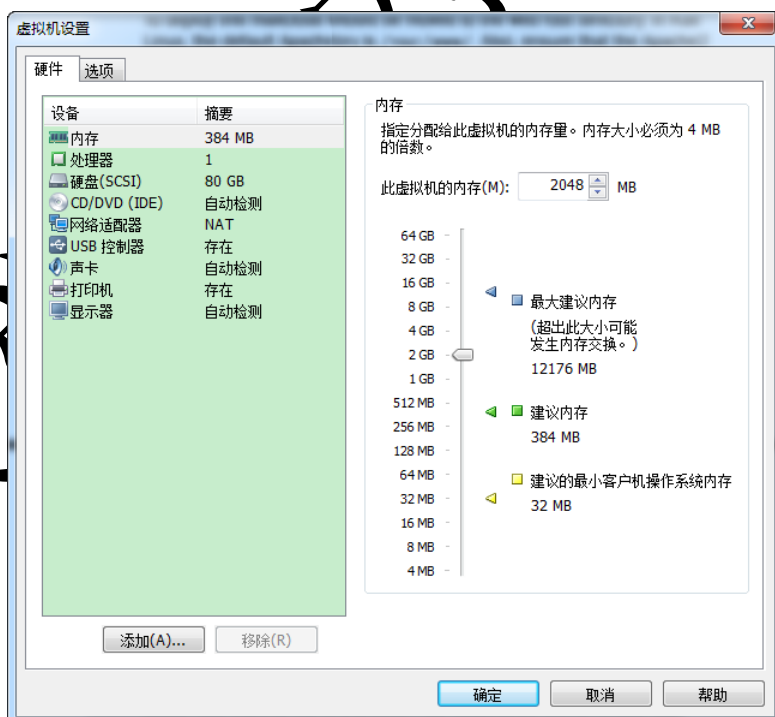 虚拟机设置
硬件 选项
设备 摘要
内存 384 MB
处理器 1
硬盘(SCSI) 80 GB
CD/DVD (IDE) 自动检测
网络适配器 NAT
USB 控制器 存在
声卡 自动检测
打印机 存在
显示器 自动检测
添加(A)... 移除(R)
内存
指定分配给此虚拟机的内存量。内存大小必须为 4 MB
的倍数。
此虚拟机的内存(M): 2048 MB
64 GB
32 GB
16 GB
8 GB
4 GB
2 GB
1 GB
512 MB
256 MB
128 MB
64 MB
32 MB
16 MB
8 MB
4 MB
最大建议内存
(超出此大小可能
发生内存交换。)
12176 MB
建议内存
384 MB
建议的最小客户机操作系统内存
32 MB
确定 取消 帮助